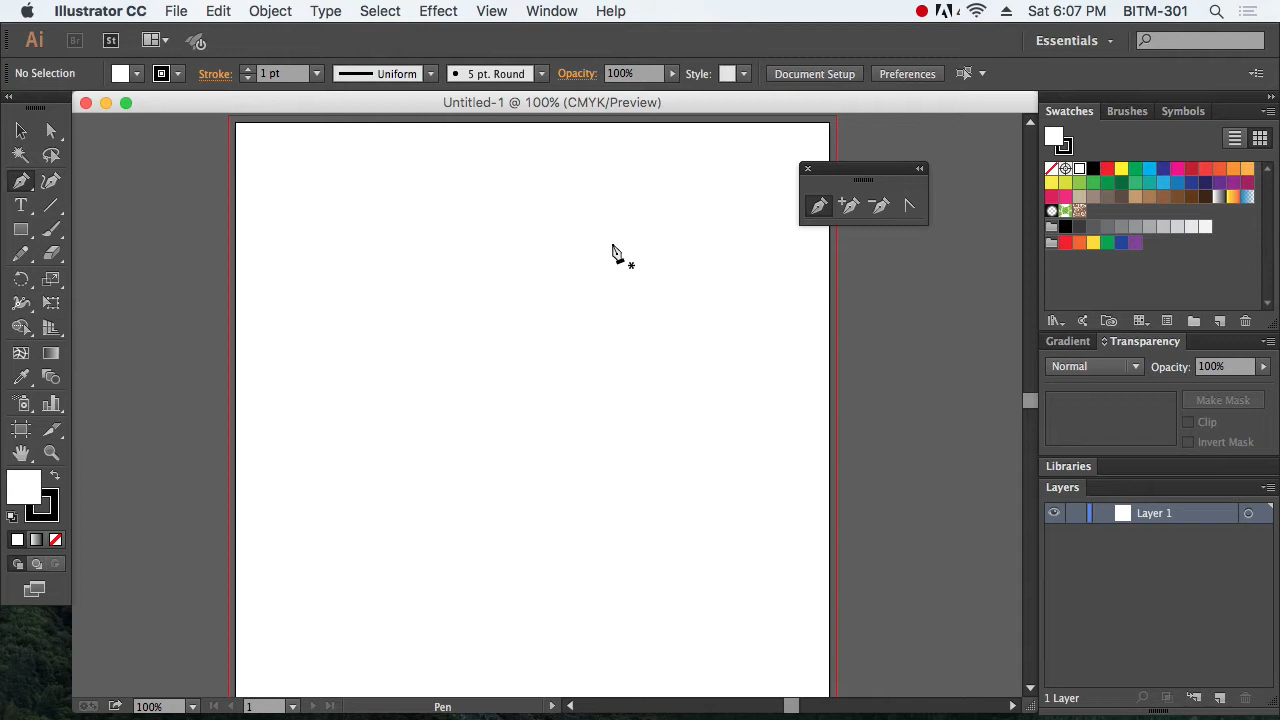 Illustrator CC File Edit Object Type Select Effect View Window Help 4 Sat 6:07 PM BITM-301
Ai Br St Essentials
No Selection Stroke: 1 pt Uniform 5 pt. Round Opacity: 100% Style: Document Setup Preferences
Untitled-1 @ 100% (CMYK/Preview)
Swatches Brushes Symbols
T
Gradient Transparency
Normal Opacity: 100%
Make Mask
Clip
Invert Mask
Libraries
Layers
Layer 1
1 Layer
100% 1 Pen